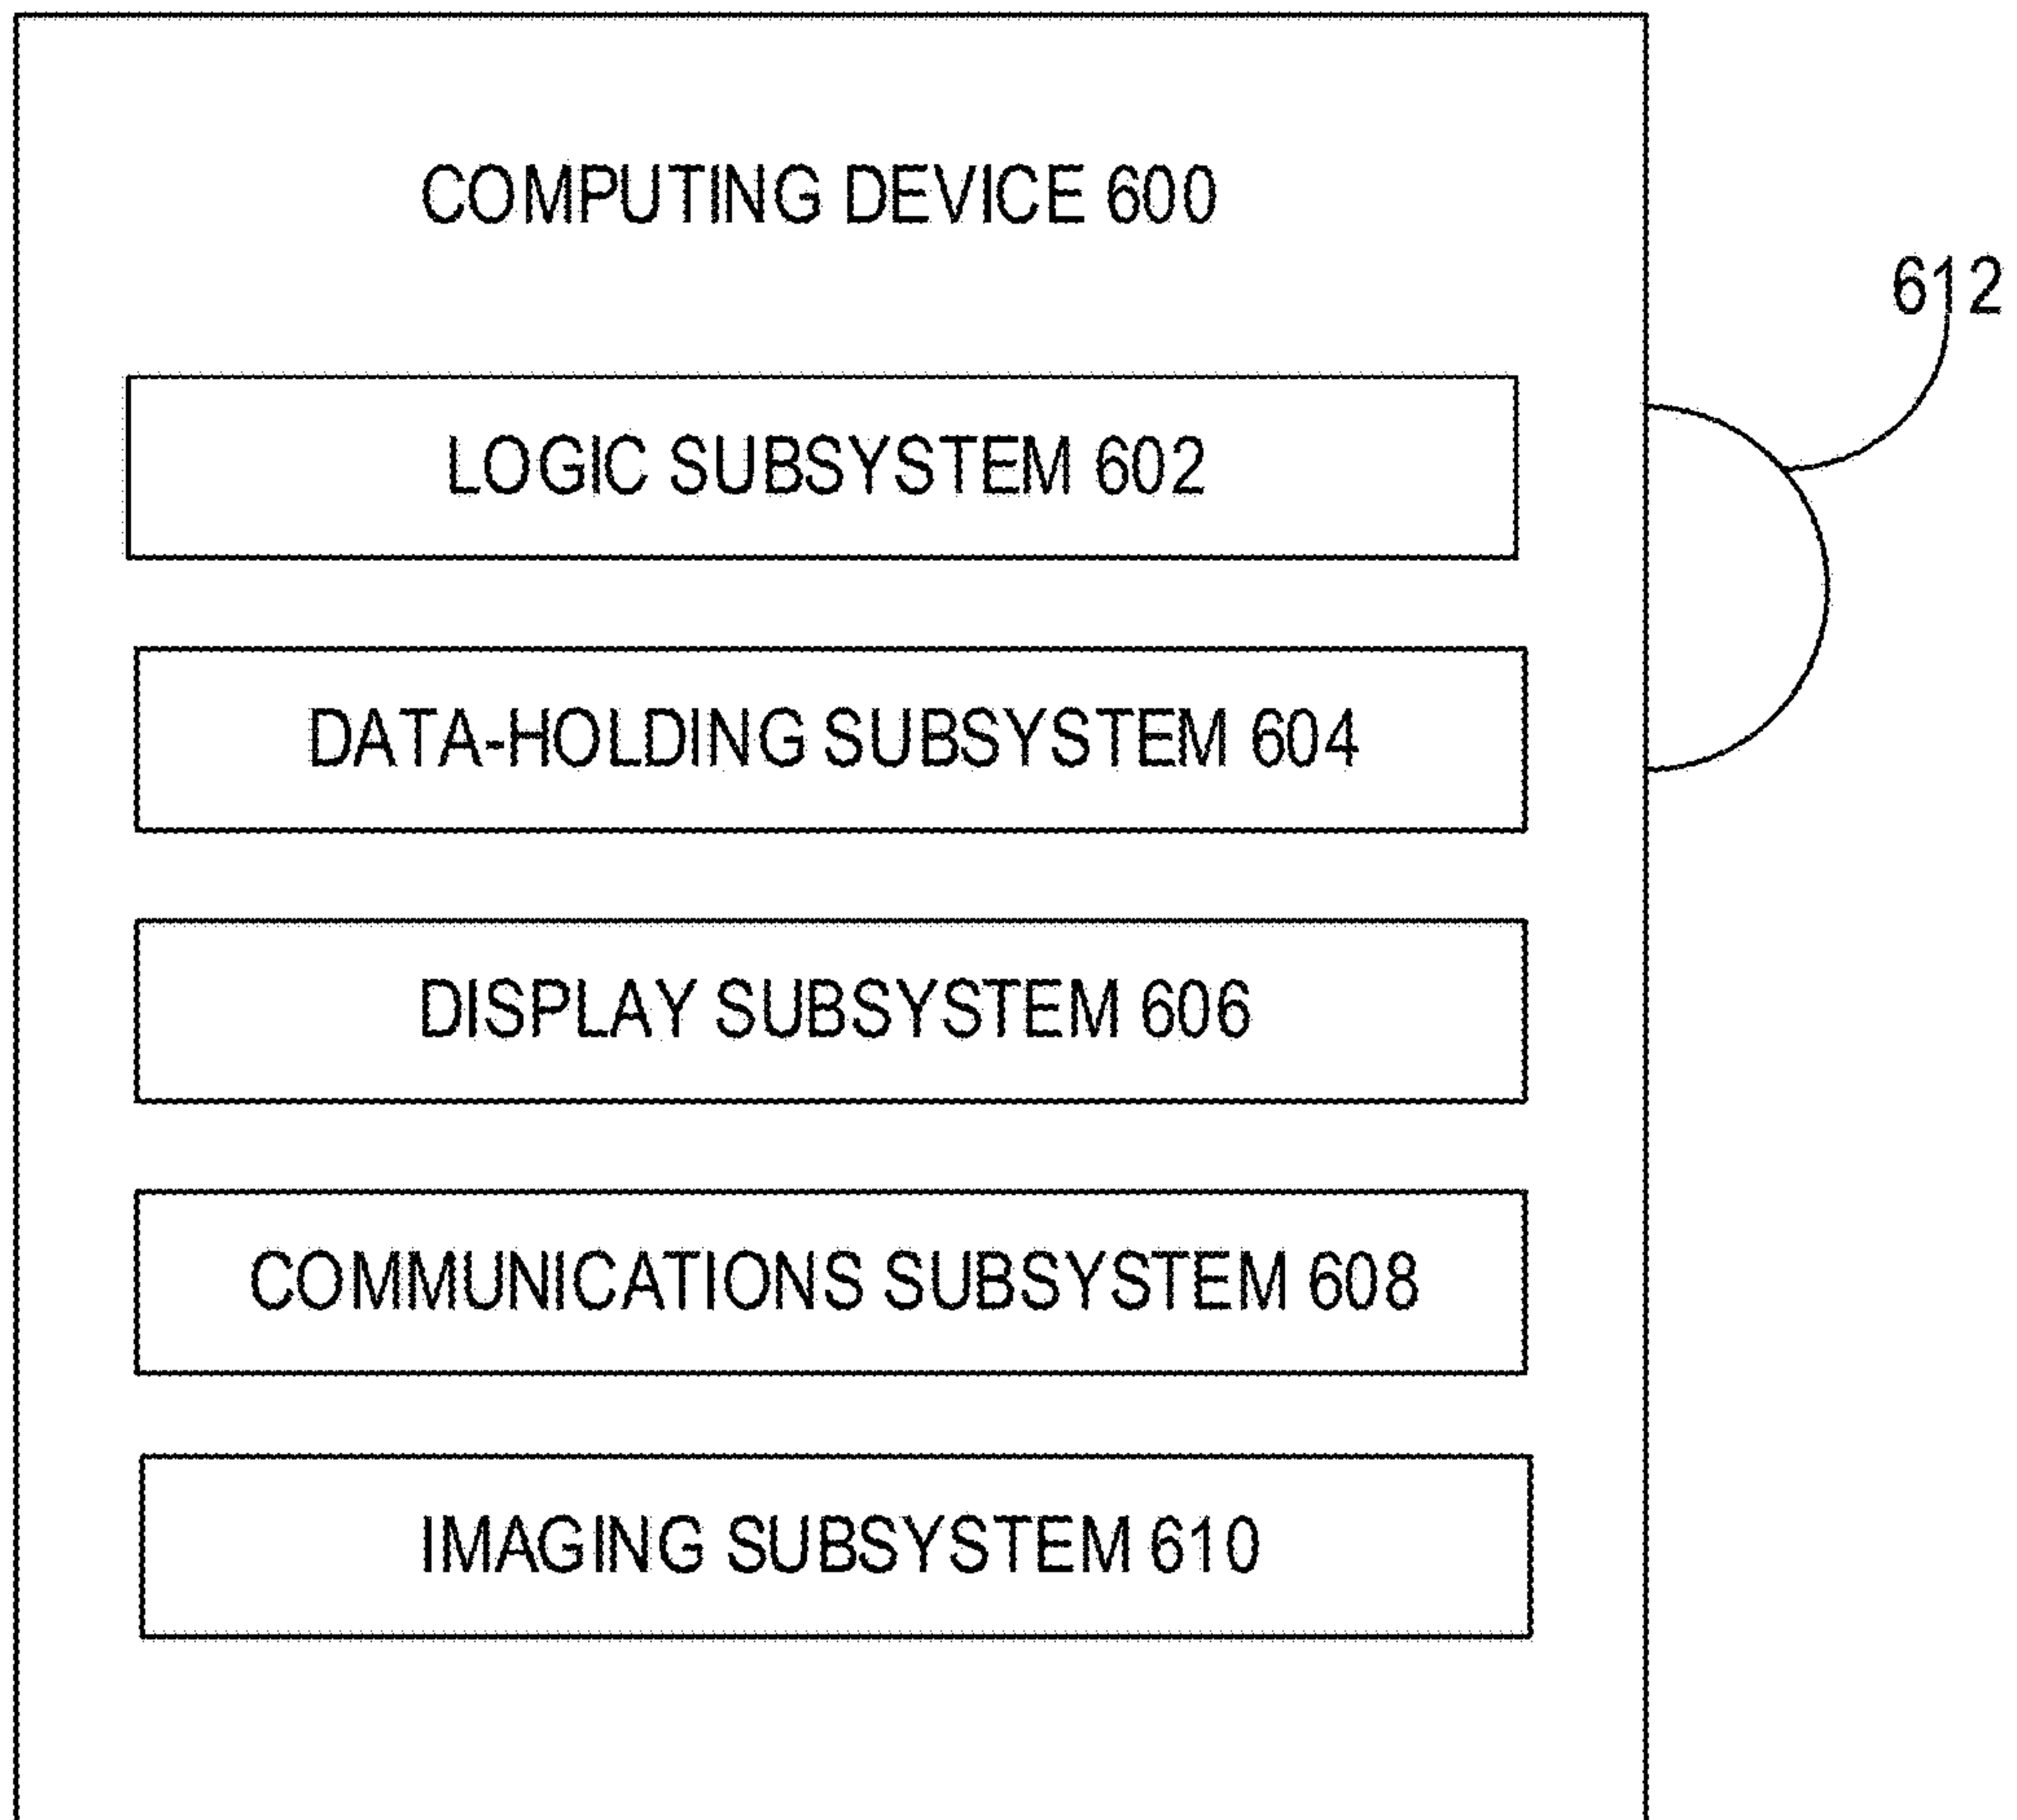 COMPUTING DEVICE 600
612
LOGIC SUBSYSTEM 602
DATA-HOLDING SUBSYSTEM 604
DISPLAY SUBSYSTEM 606
COMMUNICATIONS SUBSYSTEM 608
IMAGING SUBSYSTEM 610